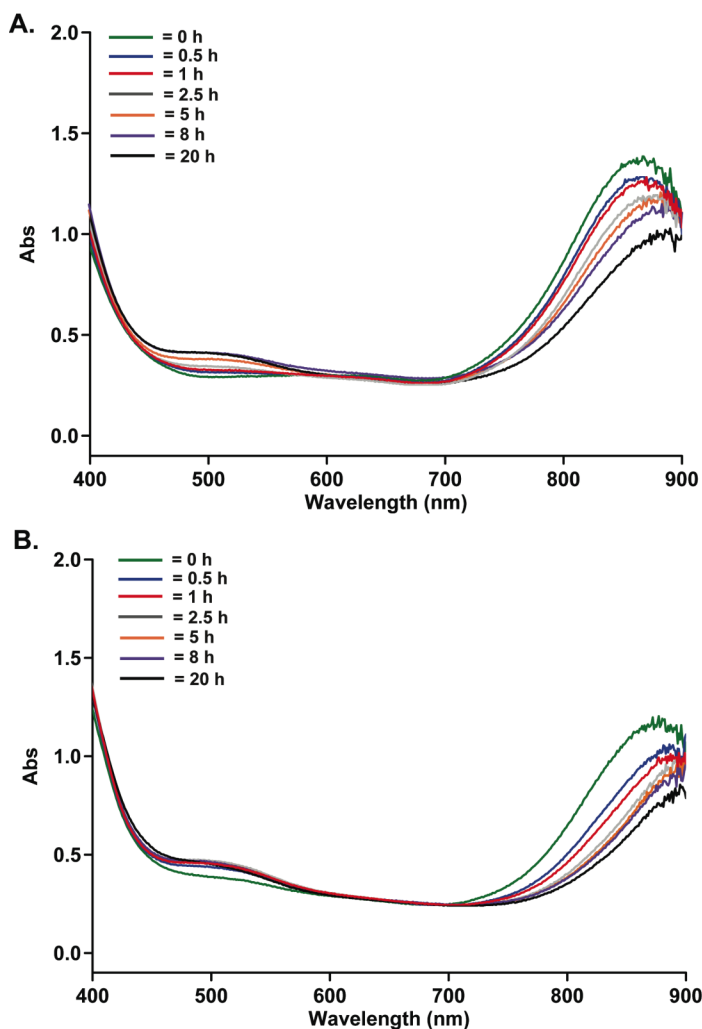 A.
2.0
1.5
1.0
0.5
0.0
Abs
= 0 h
= 0.5 h
= 1 h
= 2.5 h
= 5 h
= 8 h
= 20 h
400 500 600 700 800 900
Wavelength (nm)
B.
2.0
1.5
1.0
0.5
0.0
Abs
= 0 h
= 0.5 h
= 1 h
= 2.5 h
= 5 h
= 8 h
= 20 h
400 500 600 700 800 900
Wavelength (nm)